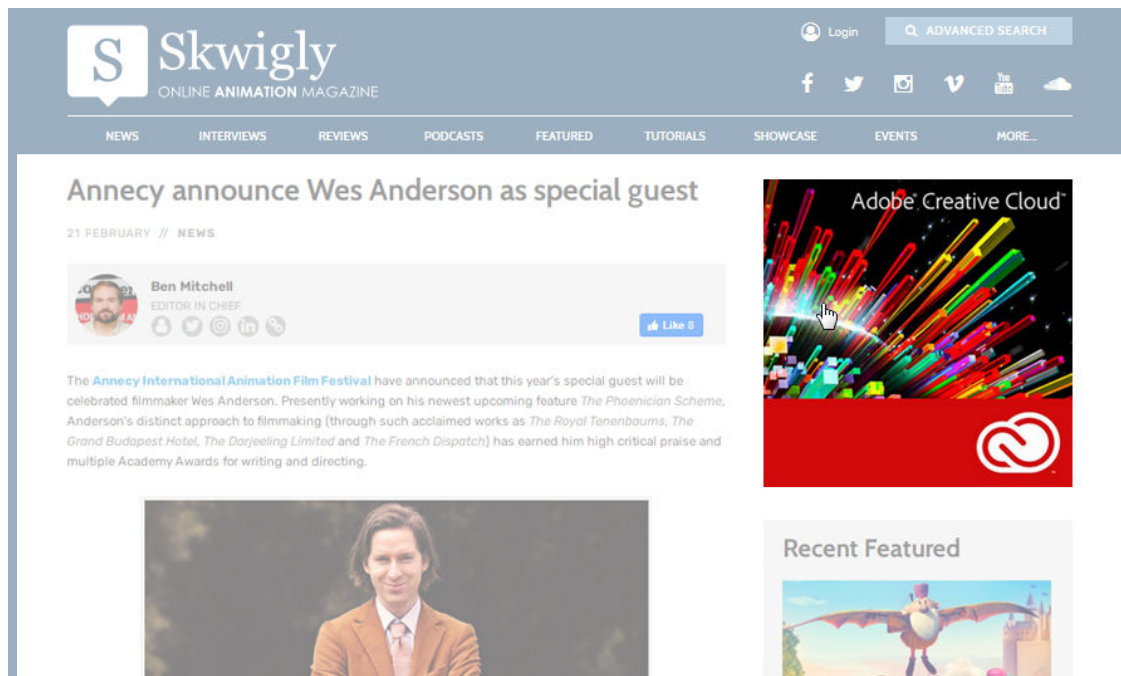 S
Skwigly
ONLINE ANIMATION MAGAZINE
Login
ADVANCED SEARCH
You
Tube
NEWS
INTERVIEWS
REVIEWS
PODCASTS
FEATURED
TUTORIALS
SHOWCASE
EVENTS
MORE...
Annecy announce Wes Anderson as special guest
21 FEBRUARY // NEWS
Ben Mitchell
EDITOR IN CHIEF
Like 8
The Annecy International Animation Film Festival have announced that this year's special guest will be
celebrated filmmaker Wes Anderson. Presently working on his newest upcoming feature The Phoenician Scheme,
Anderson's distinct approach to filmmaking (through such acclaimed works as The Royal Tenenbaums, The
Grand Budapest Hotel, The Darjeeling Limited and The French Dispatch) has earned him high critical praise and
multiple Academy Awards for writing and directing.
Adobe® Creative Cloud™
Recent Featured